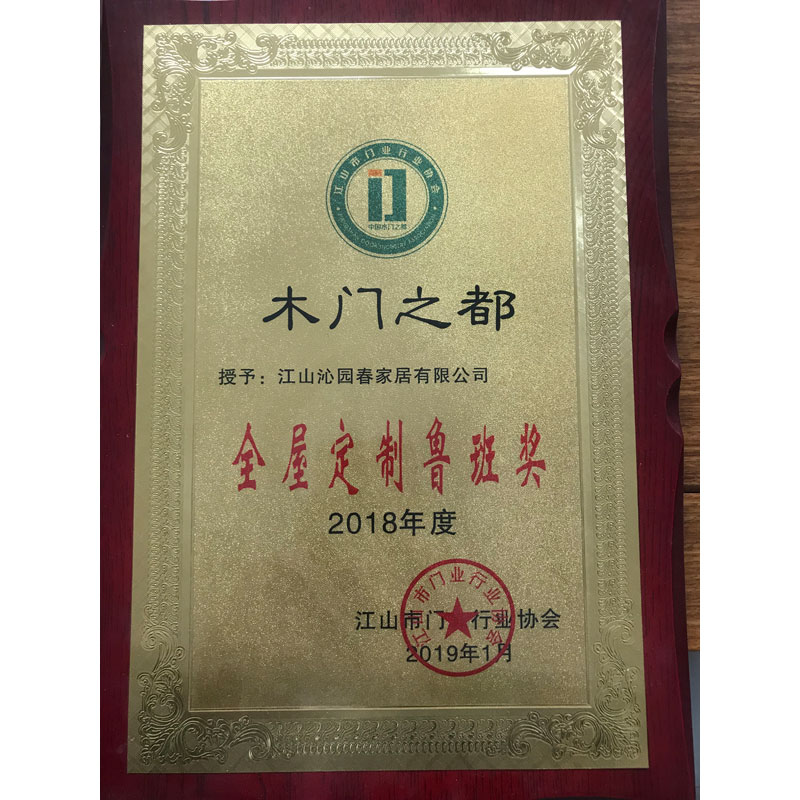 江山市门业行业协会
中国木门之都
木门之都
授予：江山沁园春家居有限公司
全屋定制鲁班奖
2018年度
江山市门业行业协会
2019年1月
江山市门业行业协会